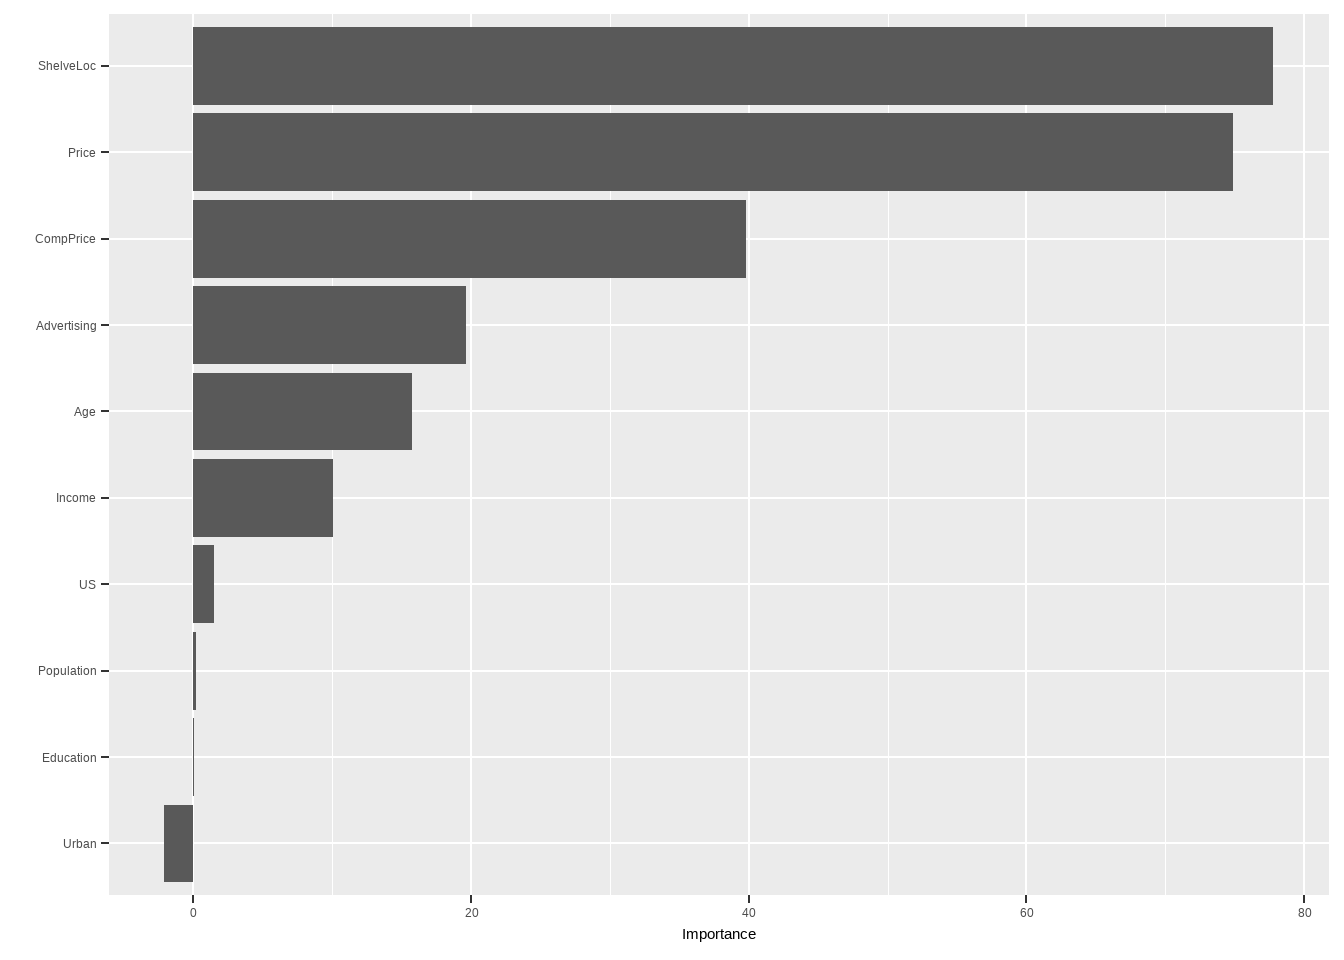 ShelveLoc
Price
CompPrice
Advertising
Age
Income
US
Population
Education
Urban
0 20 40 60 80
Importance